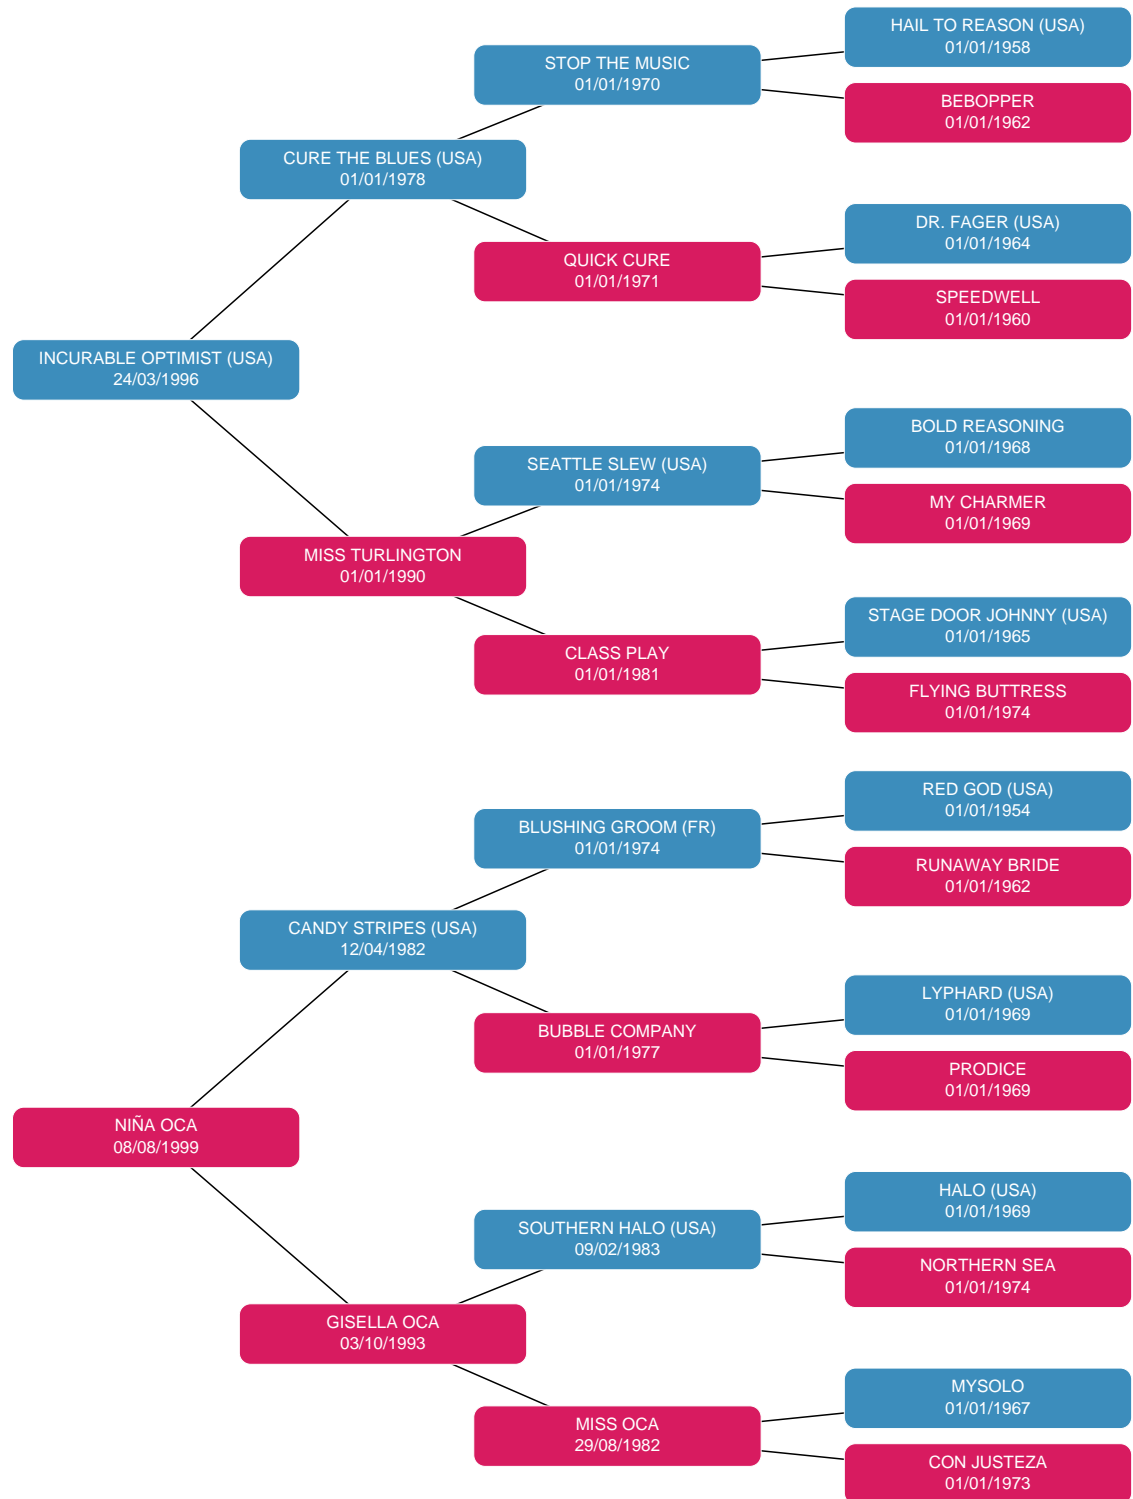 HAIL TO REASON (USA)
01/01/1958
STOP THE MUSIC
01/01/1970
BEBOPPER
01/01/1962
CURE THE BLUES (USA)
01/01/1978
DR. FAGER (USA)
01/01/1964
QUICK CURE
01/01/1971
SPEEDWELL
01/01/1960
INCURABLE OPTIMIST (USA)
24/03/1996
BOLD REASONING
01/01/1968
SEATTLE SLEW (USA)
01/01/1974
MY CHARMER
01/01/1969
MISS TURLINGTON
01/01/1990
STAGE DOOR JOHNNY (USA)
01/01/1965
CLASS PLAY
01/01/1981
FLYING BUTTRESS
01/01/1974
RED GOD (USA)
01/01/1954
BLUSHING GROOM (FR)
01/01/1974
RUNAWAY BRIDE
01/01/1962
CANDY STRIPES (USA)
12/04/1982
LYPHARD (USA)
01/01/1969
BUBBLE COMPANY
01/01/1977
PRODICE
01/01/1969
NIÑA OCA
08/08/1999
HALO (USA)
01/01/1969
SOUTHERN HALO (USA)
09/02/1983
NORTHERN SEA
01/01/1974
GISELLA OCA
03/10/1993
MYSOLO
01/01/1967
MISS OCA
29/08/1982
CON JUSTEZA
01/01/1973